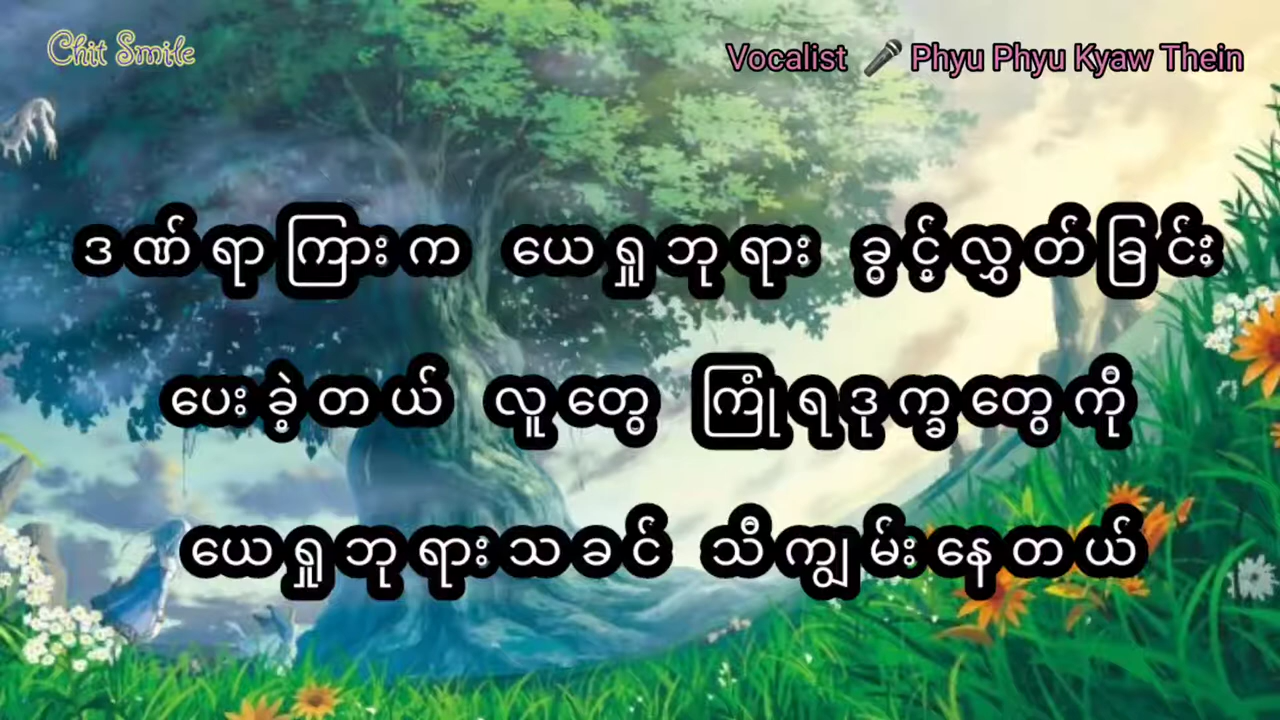 Chit Smile
Vocalist 🎤 Phyu Phyu Kyaw Thein
ဒဏ်ရာကြားက ယေရှုဘုရား ခွင့်လွှတ်ခြင်း
ပေးခဲ့တယ် လူတွေ ကြုံရဒုက္ခတွေကို
ယေရှုဘုရားသခင် သိကျွမ်းနေတယ်